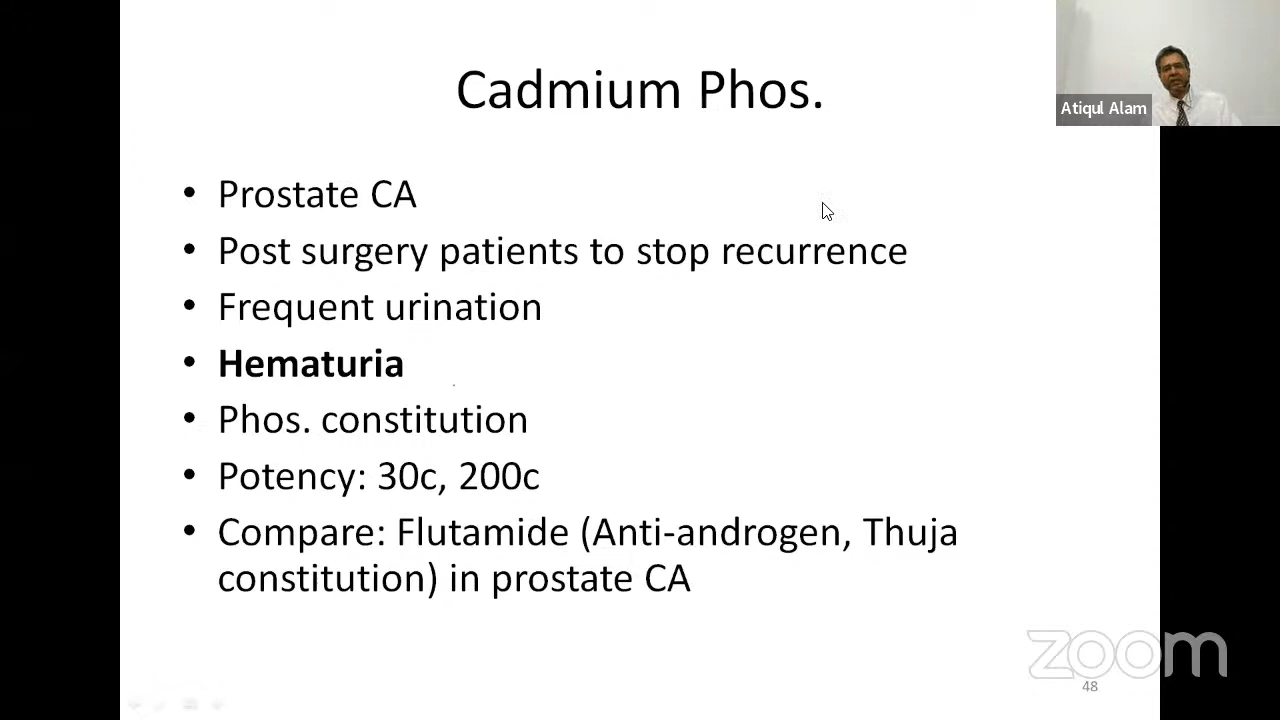 Cadmium Phos.
Atiqul Alam
• Prostate CA
• Post surgery patients to stop recurrence
• Frequent urination
• Hematuria
• Phos. constitution
• Potency: 30c, 200c
• Compare: Flutamide (Anti-androgen, Thuja
constitution) in prostate CA
zoom
48